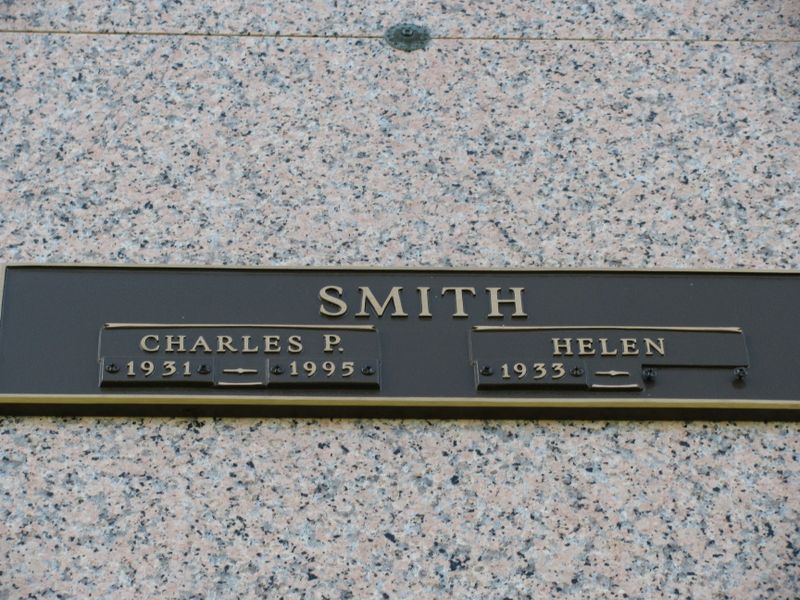 SMITH
CHARLES P.
1931 — 1995
HELEN
1933 —